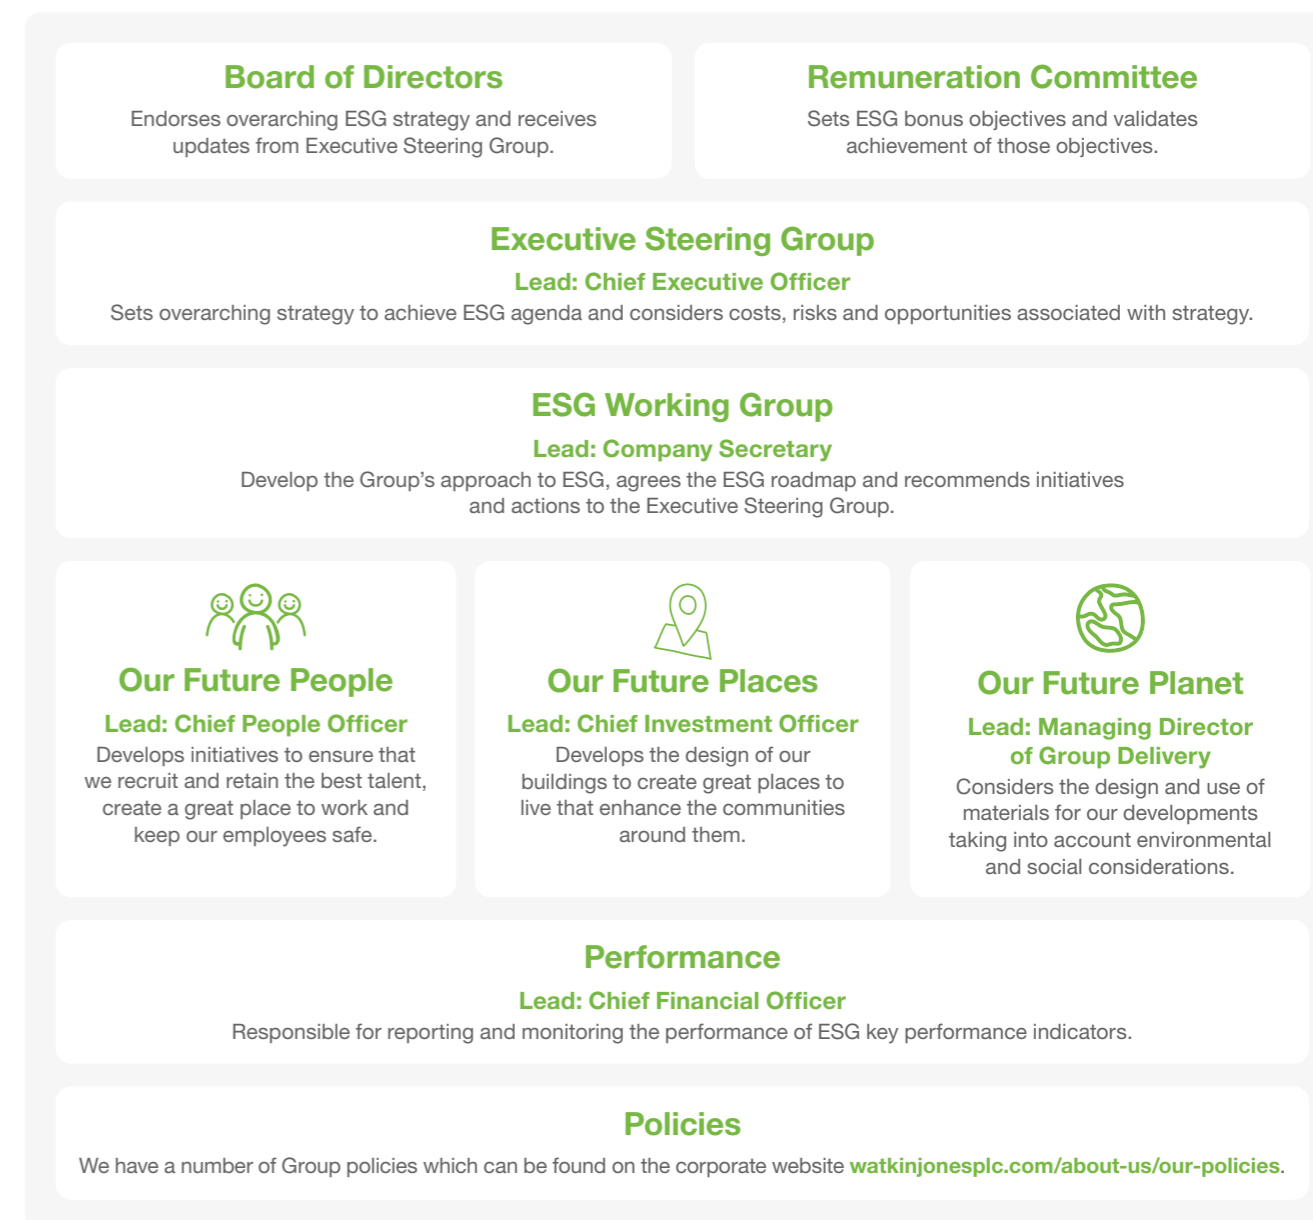 Board of Directors
Endorses overarching ESG strategy and receives
updates from Executive Steering Group.
Remuneration Committee
Sets ESG bonus objectives and validates
achievement of those objectives.
Executive Steering Group
Lead: Chief Executive Officer
Sets overarching strategy to achieve ESG agenda and considers costs, risks and opportunities associated with strategy.
ESG Working Group
Lead: Company Secretary
Develop the Group’s approach to ESG, agrees the ESG roadmap and recommends initiatives
and actions to the Executive Steering Group.
Our Future People
Lead: Chief People Officer
Develops initiatives to ensure that
we recruit and retain the best talent,
create a great place to work and
keep our employees safe.
Our Future Places
Lead: Chief Investment Officer
Develops the design of our
buildings to create great places to
live that enhance the communities
around them.
Our Future Planet
Lead: Managing Director
of Group Delivery
Considers the design and use of
materials for our developments
taking into account environmental
and social considerations.
Performance
Lead: Chief Financial Officer
Responsible for reporting and monitoring the performance of ESG key performance indicators.
Policies
We have a number of Group policies which can be found on the corporate website watkinjonesplc.com/about-us/our-policies.